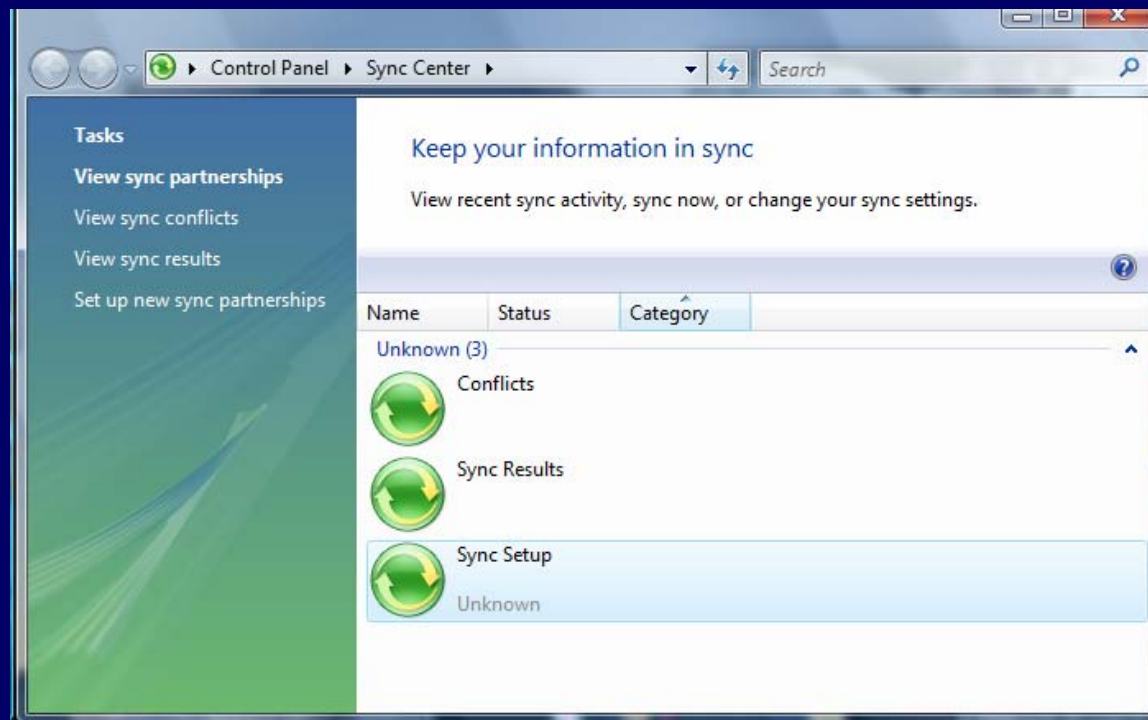 Control Panel Sync Center
Search
Tasks
View sync partnerships
View sync conflicts
View sync results
Set up new sync partnerships
Keep your information in sync
View recent sync activity, sync now, or change your sync settings.
Name Status Category
Unknown (3)
Conflicts
Sync Results
Sync Setup
Unknown